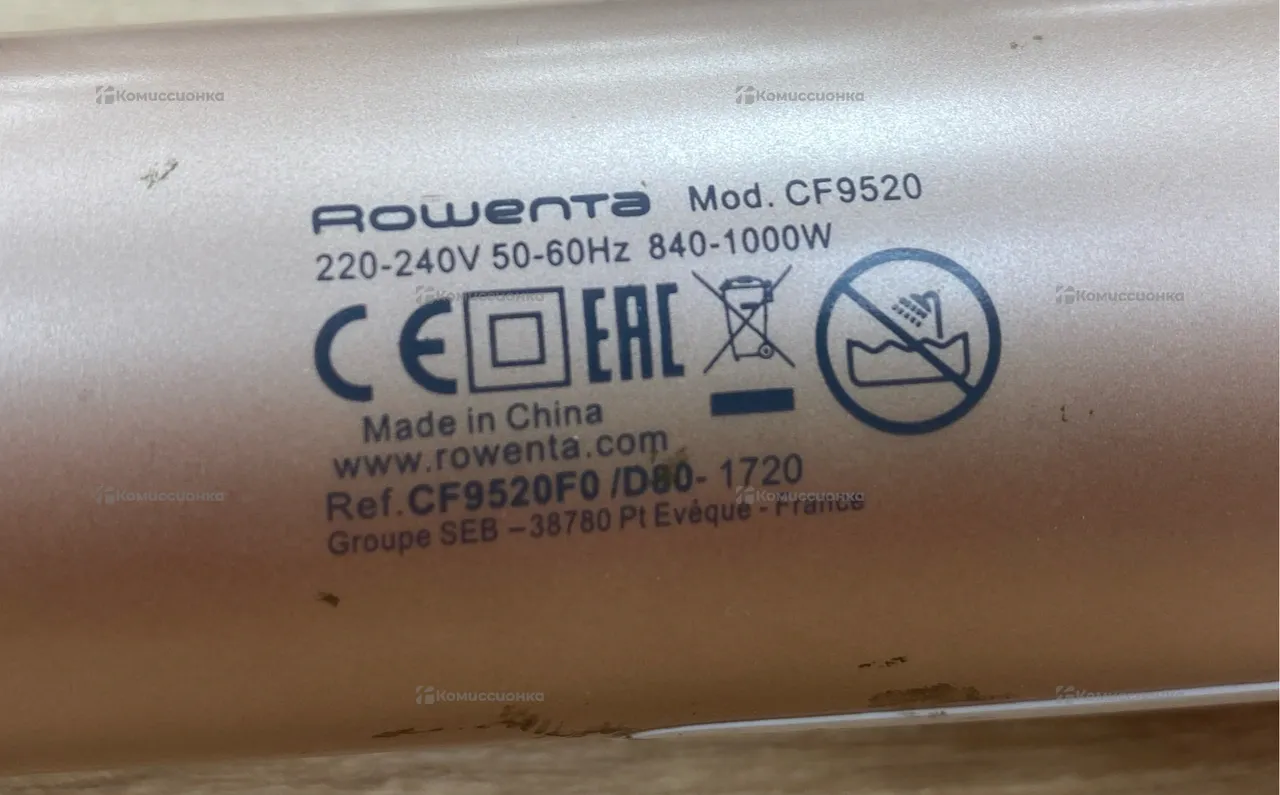 Комиссионка Комиссионка
Rowenta Mod. CF9520
220-240V 50-60Hz 840-1000W
Комиссионка Комиссионка
CE EAC
Made in China
www.rowenta.com
Ref.CF9520F0 /D80- 1720
Комиссионка Комиссионка
Groupe SEB –38780 Pt Evêque - France
Комиссионка Комиссионка